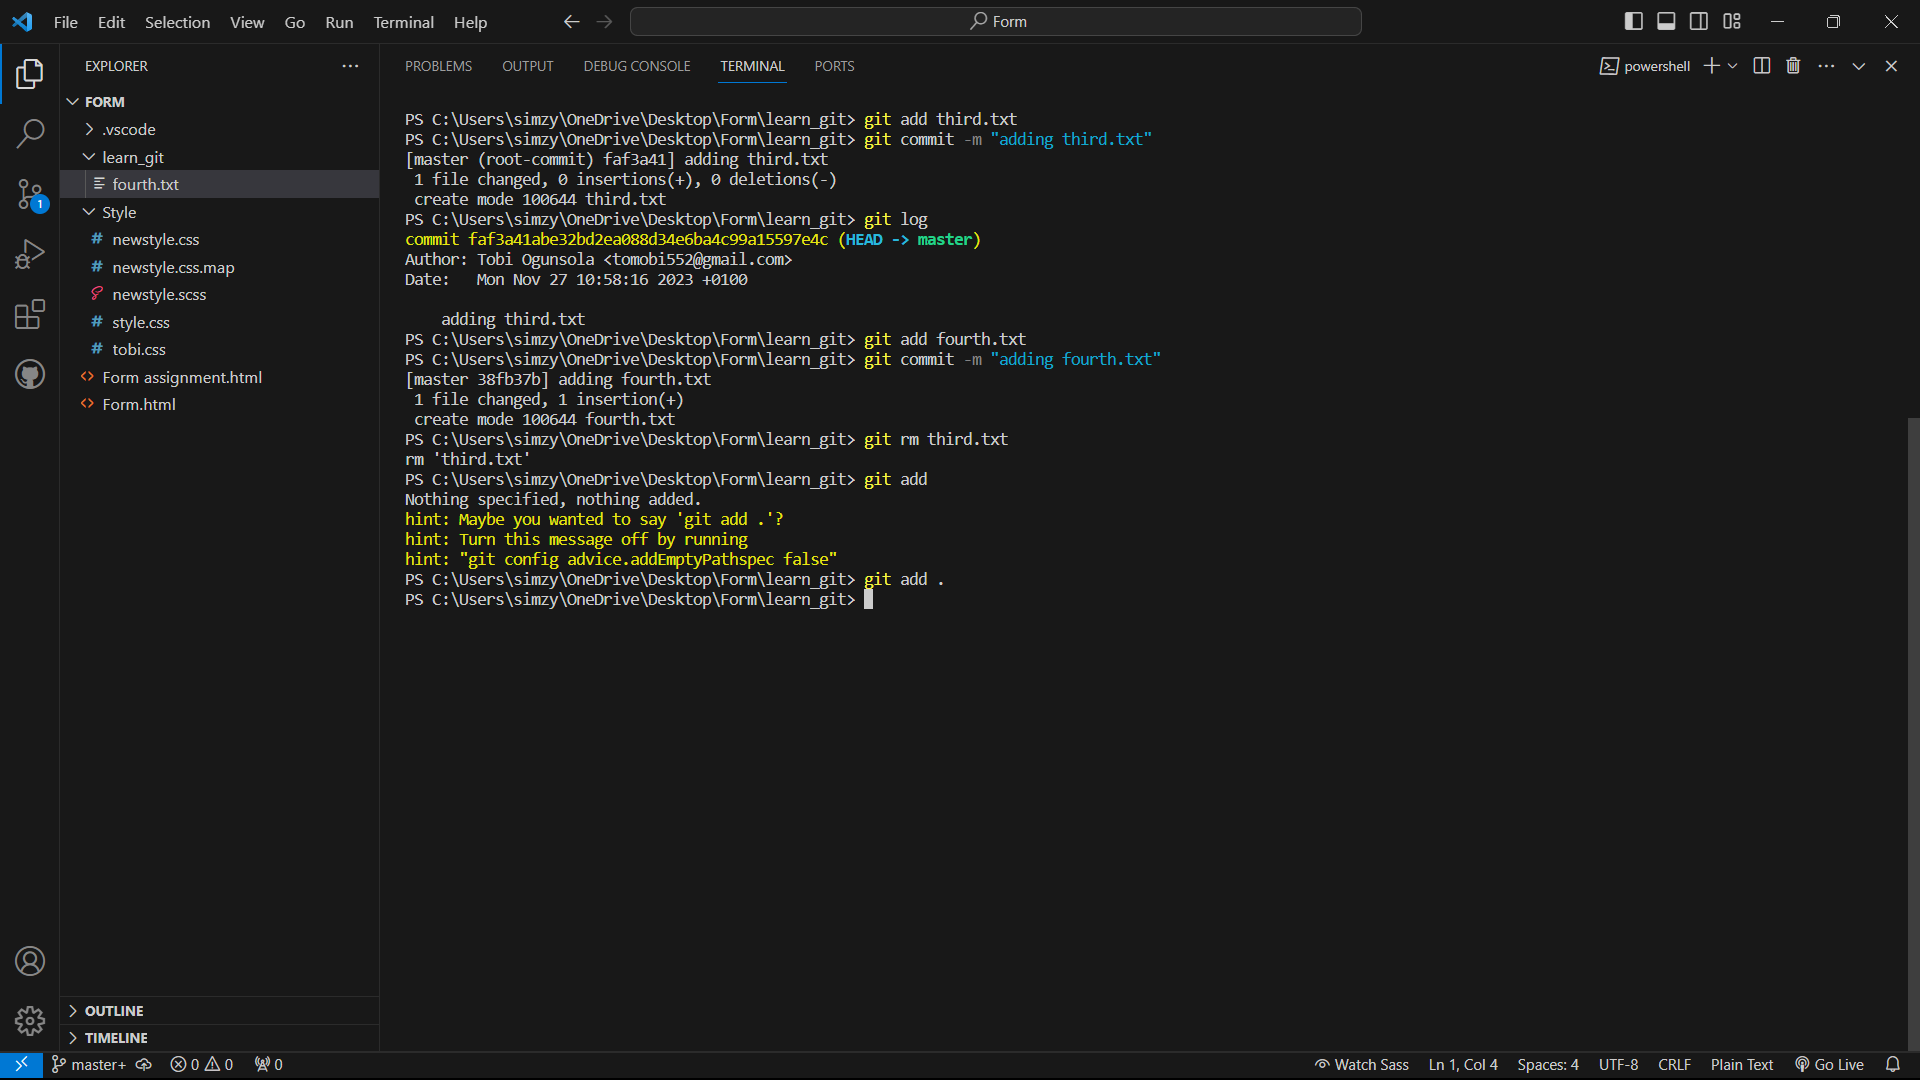 File Edit Selection View Go Run Terminal Help
Form
EXPLORER
FORM
.vscode
learn_git
fourth.txt
Style
newstyle.css
newstyle.css.map
newstyle.scss
style.css
tobi.css
Form assignment.html
Form.html
OUTLINE
TIMELINE
1
PROBLEMS OUTPUT DEBUG CONSOLE TERMINAL PORTS
powershell
PS C:\Users\simzy\OneDrive\Desktop\Form\learn_git> git add third.txt
PS C:\Users\simzy\OneDrive\Desktop\Form\learn_git> git commit -m "adding third.txt"
[master (root-commit) faf3a41] adding third.txt
 1 file changed, 0 insertions(+), 0 deletions(-)
 create mode 100644 third.txt
PS C:\Users\simzy\OneDrive\Desktop\Form\learn_git> git log
commit faf3a41abe32bd2ea088d34e6ba4c99a15597e4c (HEAD -> master)
Author: Tobi Ogunsola <tomobi552@gmail.com>
Date:   Mon Nov 27 10:58:16 2023 +0100
    adding third.txt
PS C:\Users\simzy\OneDrive\Desktop\Form\learn_git> git add fourth.txt
PS C:\Users\simzy\OneDrive\Desktop\Form\learn_git> git commit -m "adding fourth.txt"
[master 38fb37b] adding fourth.txt
 1 file changed, 1 insertion(+)
 create mode 100644 fourth.txt
PS C:\Users\simzy\OneDrive\Desktop\Form\learn_git> git rm third.txt
rm 'third.txt'
PS C:\Users\simzy\OneDrive\Desktop\Form\learn_git> git add
Nothing specified, nothing added.
hint: Maybe you wanted to say 'git add .'?
hint: Turn this message off by running
hint: "git config advice.addEmptyPathspec false"
PS C:\Users\simzy\OneDrive\Desktop\Form\learn_git> git add .
PS C:\Users\simzy\OneDrive\Desktop\Form\learn_git>
master+ 0 0 0 Watch Sass Ln 1, Col 4 Spaces: 4 UTF-8 CRLF Plain Text Go Live